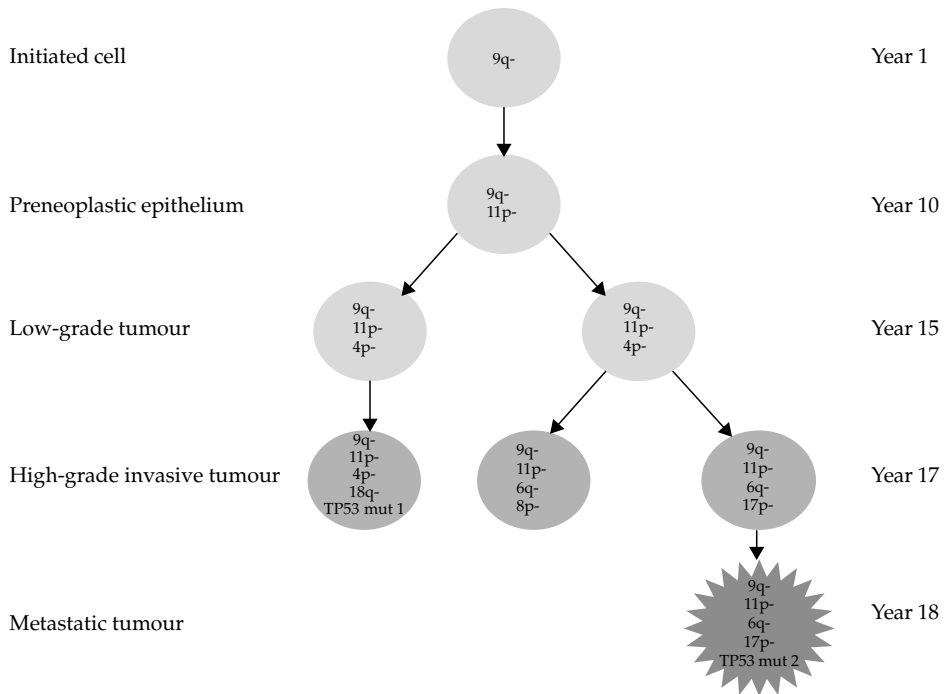 Initiated cell
9q-
Year 1
Preneoplastic epithelium
9q-
11p-
Year 10
Low-grade tumour
9q-
11p-
4p-
9q-
11p-
4p-
Year 15
High-grade invasive tumour
9q-
11p-
4p-
18q-
TP53 mut 1
9q-
11p-
6q-
8p-
9q-
11p-
6q-
17p-
Year 17
Metastatic tumour
9q-
11p-
6q-
17p-
TP53 mut 2
Year 18